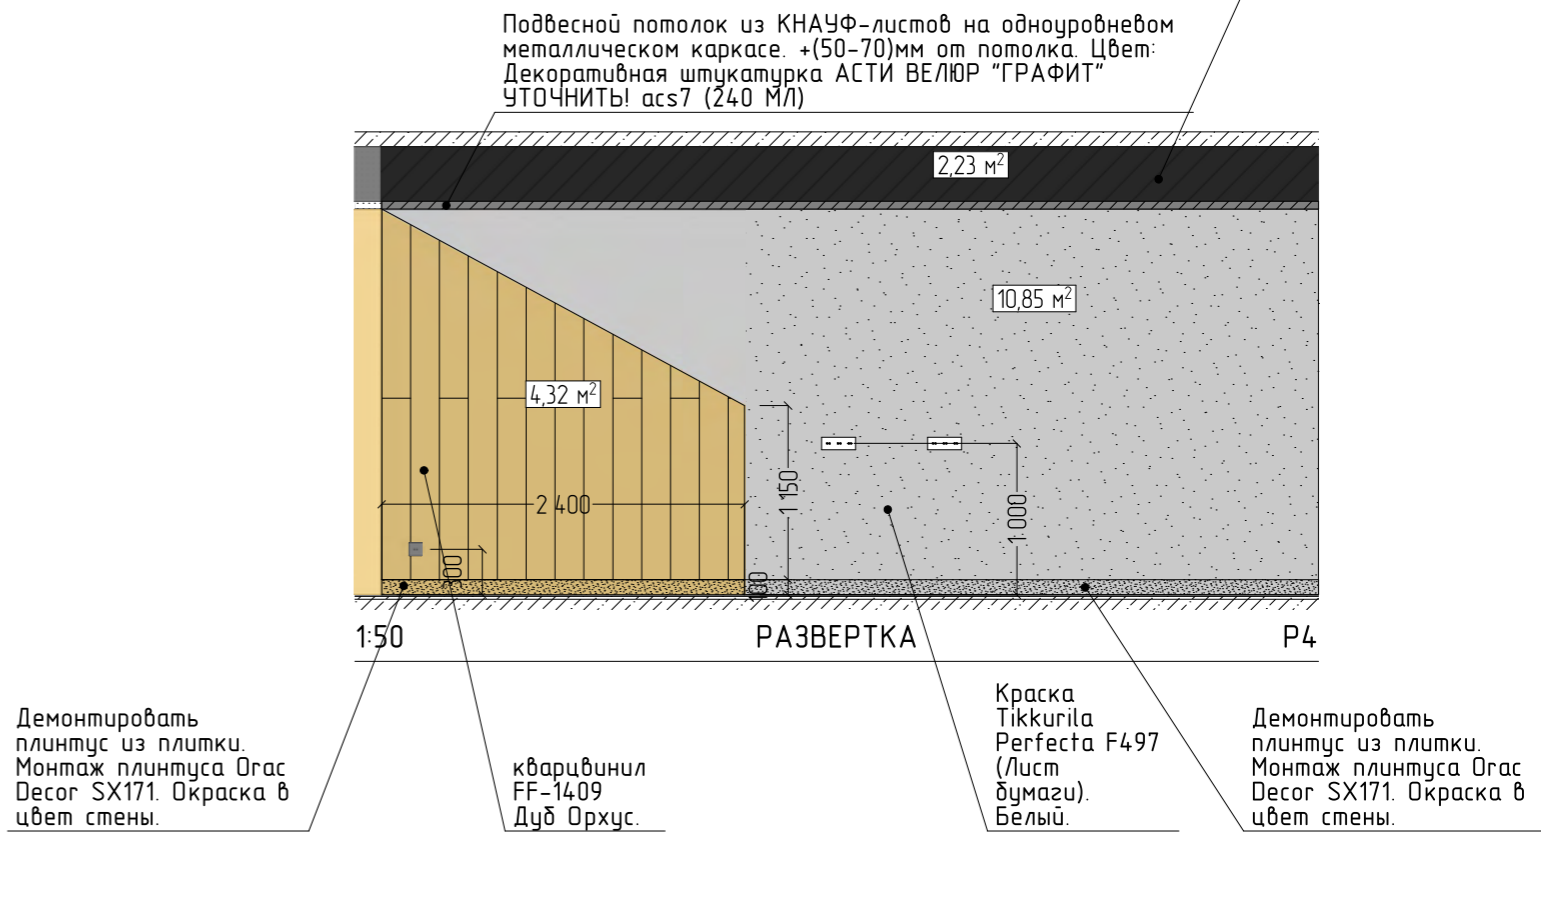 Подвесной потолок из КНАУФ-листов на одноуровневом
металлическом каркасе. +(50-70)мм от потолка. Цвет:
Декоративная штукатурка АСТИ ВЕЛЮР "ГРАФИТ"
УТОЧНИТЬ! acs7 (240 МЛ)
2,23 м²
10,85 м²
4,32 м²
2 400
1 150
1 000
300
100
1:50
РАЗВЕРТКА
Р4
Демонтировать
плинтус из плитки.
Монтаж плинтуса Orac
Decor SX171. Окраска в
цвет стены.
кварцвинил
FF-1409
Дуб Орхус.
Краска
Tikkurila
Perfecta F497
(Лист
бумаги).
Белый.
Демонтировать
плинтус из плитки.
Монтаж плинтуса Orac
Decor SX171. Окраска в
цвет стены.